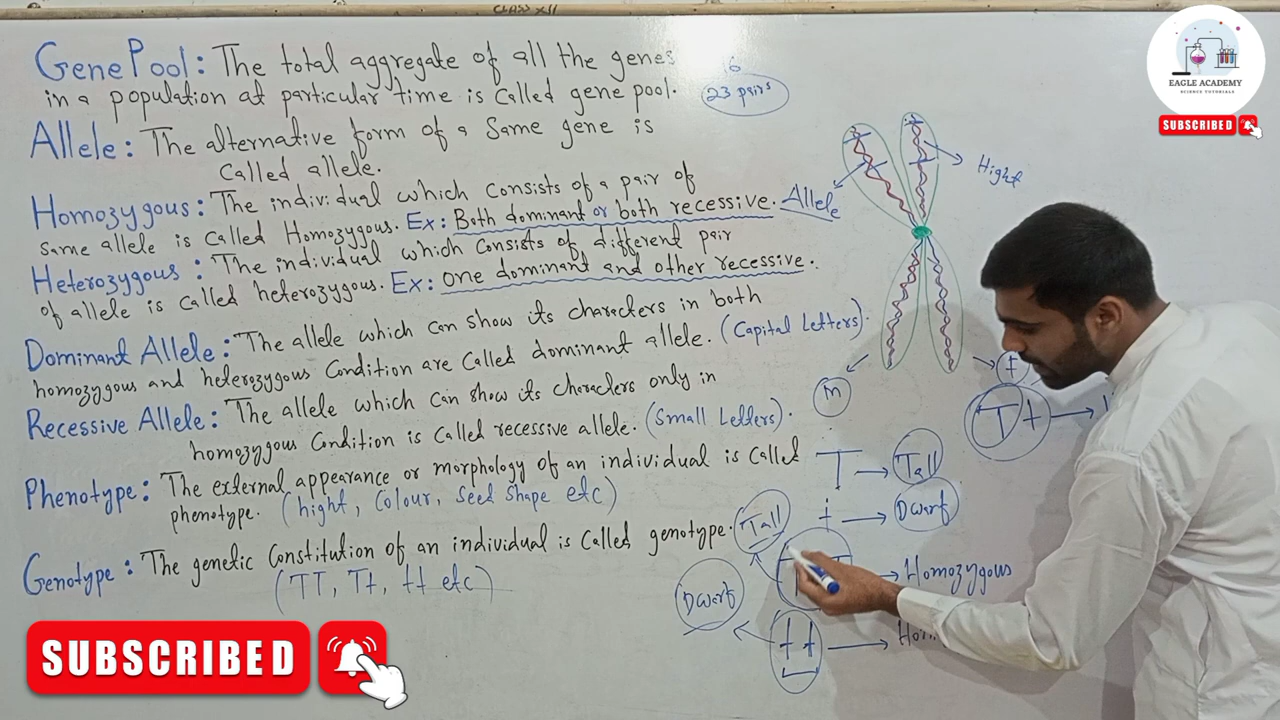 CLASS XII
Gene Pool: The total aggregate of all the genes
in a population at particular time is called gene pool.
Allele: The alternative form of a Same gene is
Called allele.
Homozygous: The individual which Consists of a pair of
same allele is Called Homozygous. Ex: Both dominant or both recessive.
Heterozygous: The individual which Consists of different pair
of allele is called heterozygous. Ex: One dominant and other recessive.
Dominant Allele: The allele which can show its characters in both
homozygous and heterozygous Condition are Called dominant allele. (Capital Letters).
Recessive Allele: The allele which can show its characters only in
homozygous Condition is called recessive allele. (Small Letters).
Phenotype: The external appearance or morphology of an individual is called
phenotype. (hight, Colour, seed shape etc)
Genotype: The genetic Constitution of an individual is Called genotype.
(TT, Tt, tt etc)
23 pairs
Allele
Hight
m
T t
T Tall
t Dwarf
Tall
Homozygous
Dwarf
tt
EAGLE ACADEMY
SCIENCE TUTORIALS
SUBSCRIBED
SUBSCRIBED